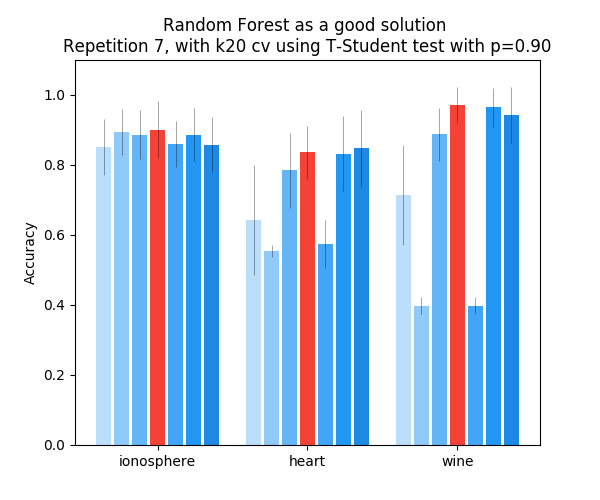 Random Forest as a good solution
Repetition 7, with k20 cv using T-Student test with p=0.90
1.0
0.8
Accuracy
0.6
0.4
0.2
0.0
ionosphere heart wine